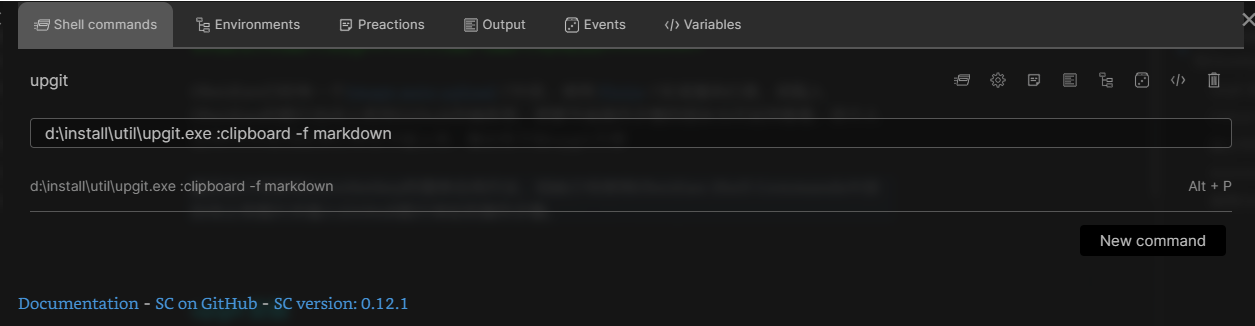 Shell commands Environments Preactions Output Events Variables
upgit
d:\install\util\upgit.exe :clipboard -f markdown
d:\install\util\upgit.exe :clipboard -f markdown Alt + P
New command
Documentation - SC on GitHub - SC version: 0.12.1